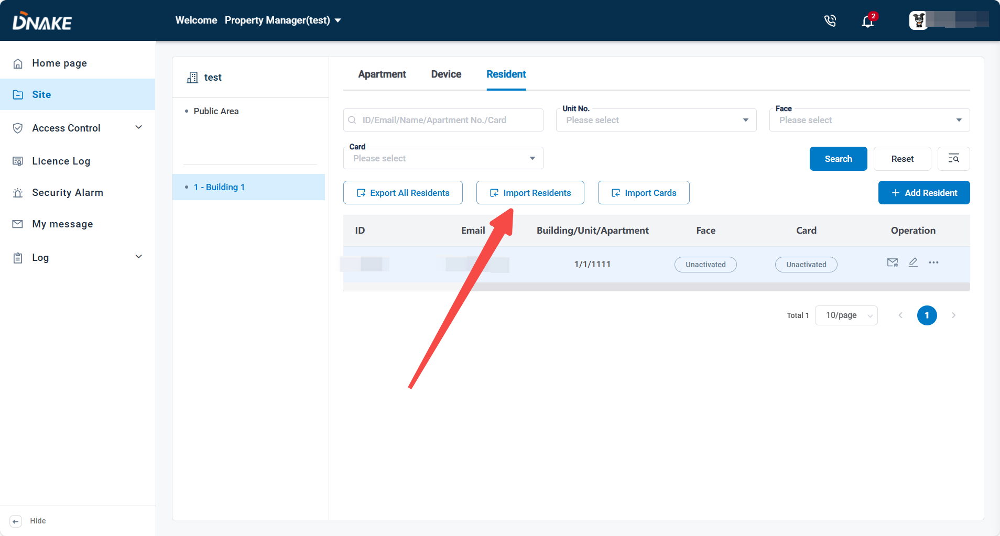 DNAKE
Welcome Property Manager(test)
2
Home page
Site
Access Control
Licence Log
Security Alarm
My message
Log
Hide
test
Public Area
1 - Building 1
Apartment Device Resident
ID/Email/Name/Apartment No./Card
Unit No.
Please select
Face
Please select
Card
Please select
Search Reset
Export All Residents Import Residents Import Cards + Add Resident
ID Email Building/Unit/Apartment Face Card Operation
1/1/1111 Unactivated Unactivated
Total 1 10/page 1